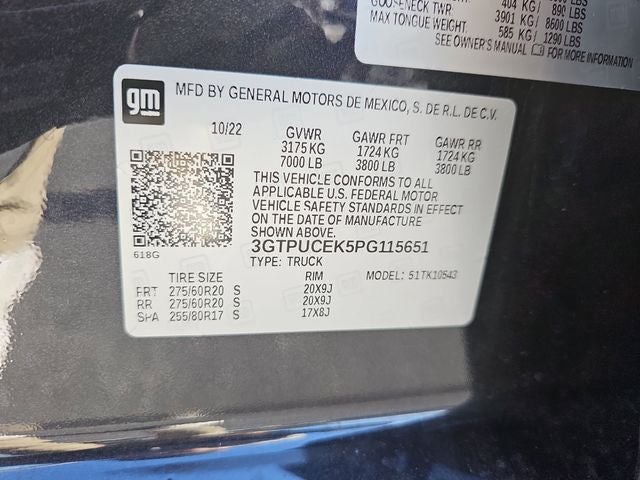 404 KG / 890 LBS
GOOSENECK TWR:
3901 KG / 8600 LBS
MAX TONGUE WEIGHT:
585 KG / 1290 LBS
SEE OWNER'S MANUAL FOR MORE INFORMATION
gm
MFD BY GENERAL MOTORS DE MEXICO, S. DE R.L. DE C.V.
10/22 GVWR GAWR FRT GAWR RR
3175 KG 1724 KG 1724 KG
7000 LB 3800 LB 3800 LB
THIS VEHICLE CONFORMS TO ALL
APPLICABLE U.S. FEDERAL MOTOR
VEHICLE SAFETY STANDARDS IN EFFECT
ON THE DATE OF MANUFACTURE
SHOWN ABOVE.
3GTPUCEK5PG115651
618G
TYPE: TRUCK MODEL: 51TK10543
TIRE SIZE RIM
FRT 275/60R20 S 20X9J
RR 275/60R20 S 20X9J
SPA 255/80R17 S 17X8J